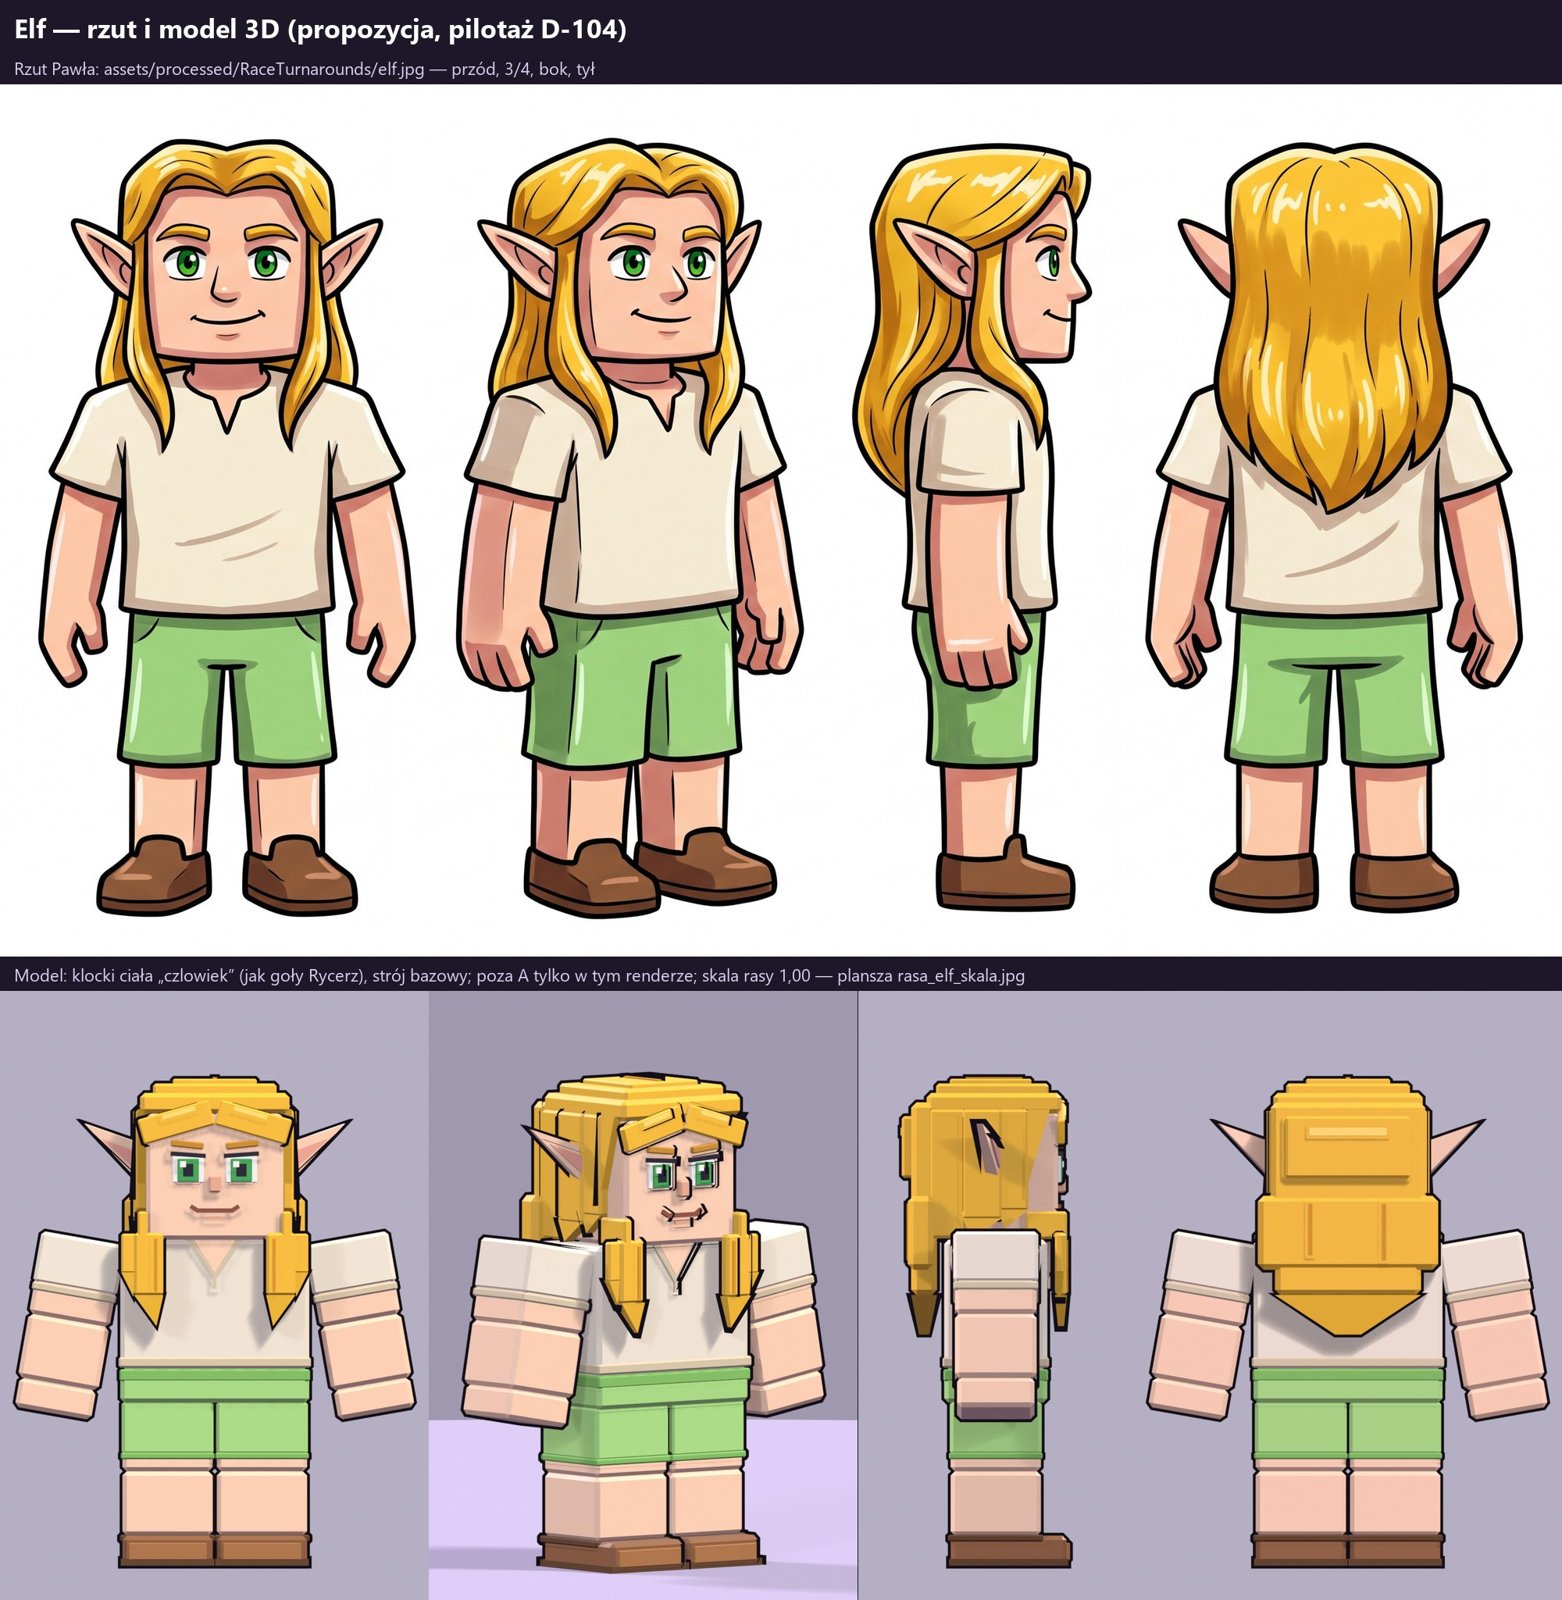 Elf — rzut i model 3D (propozycja, pilotaż D-104)
Rzut Pawła: assets/processed/RaceTurnarounds/elf.jpg — przód, 3/4, bok, tył
Model: klocki ciała „czlowiek” (jak goły Rycerz), strój bazowy; poza A tylko w tym renderze; skala rasy 1,00 — plansza rasa_elf_skala.jpg